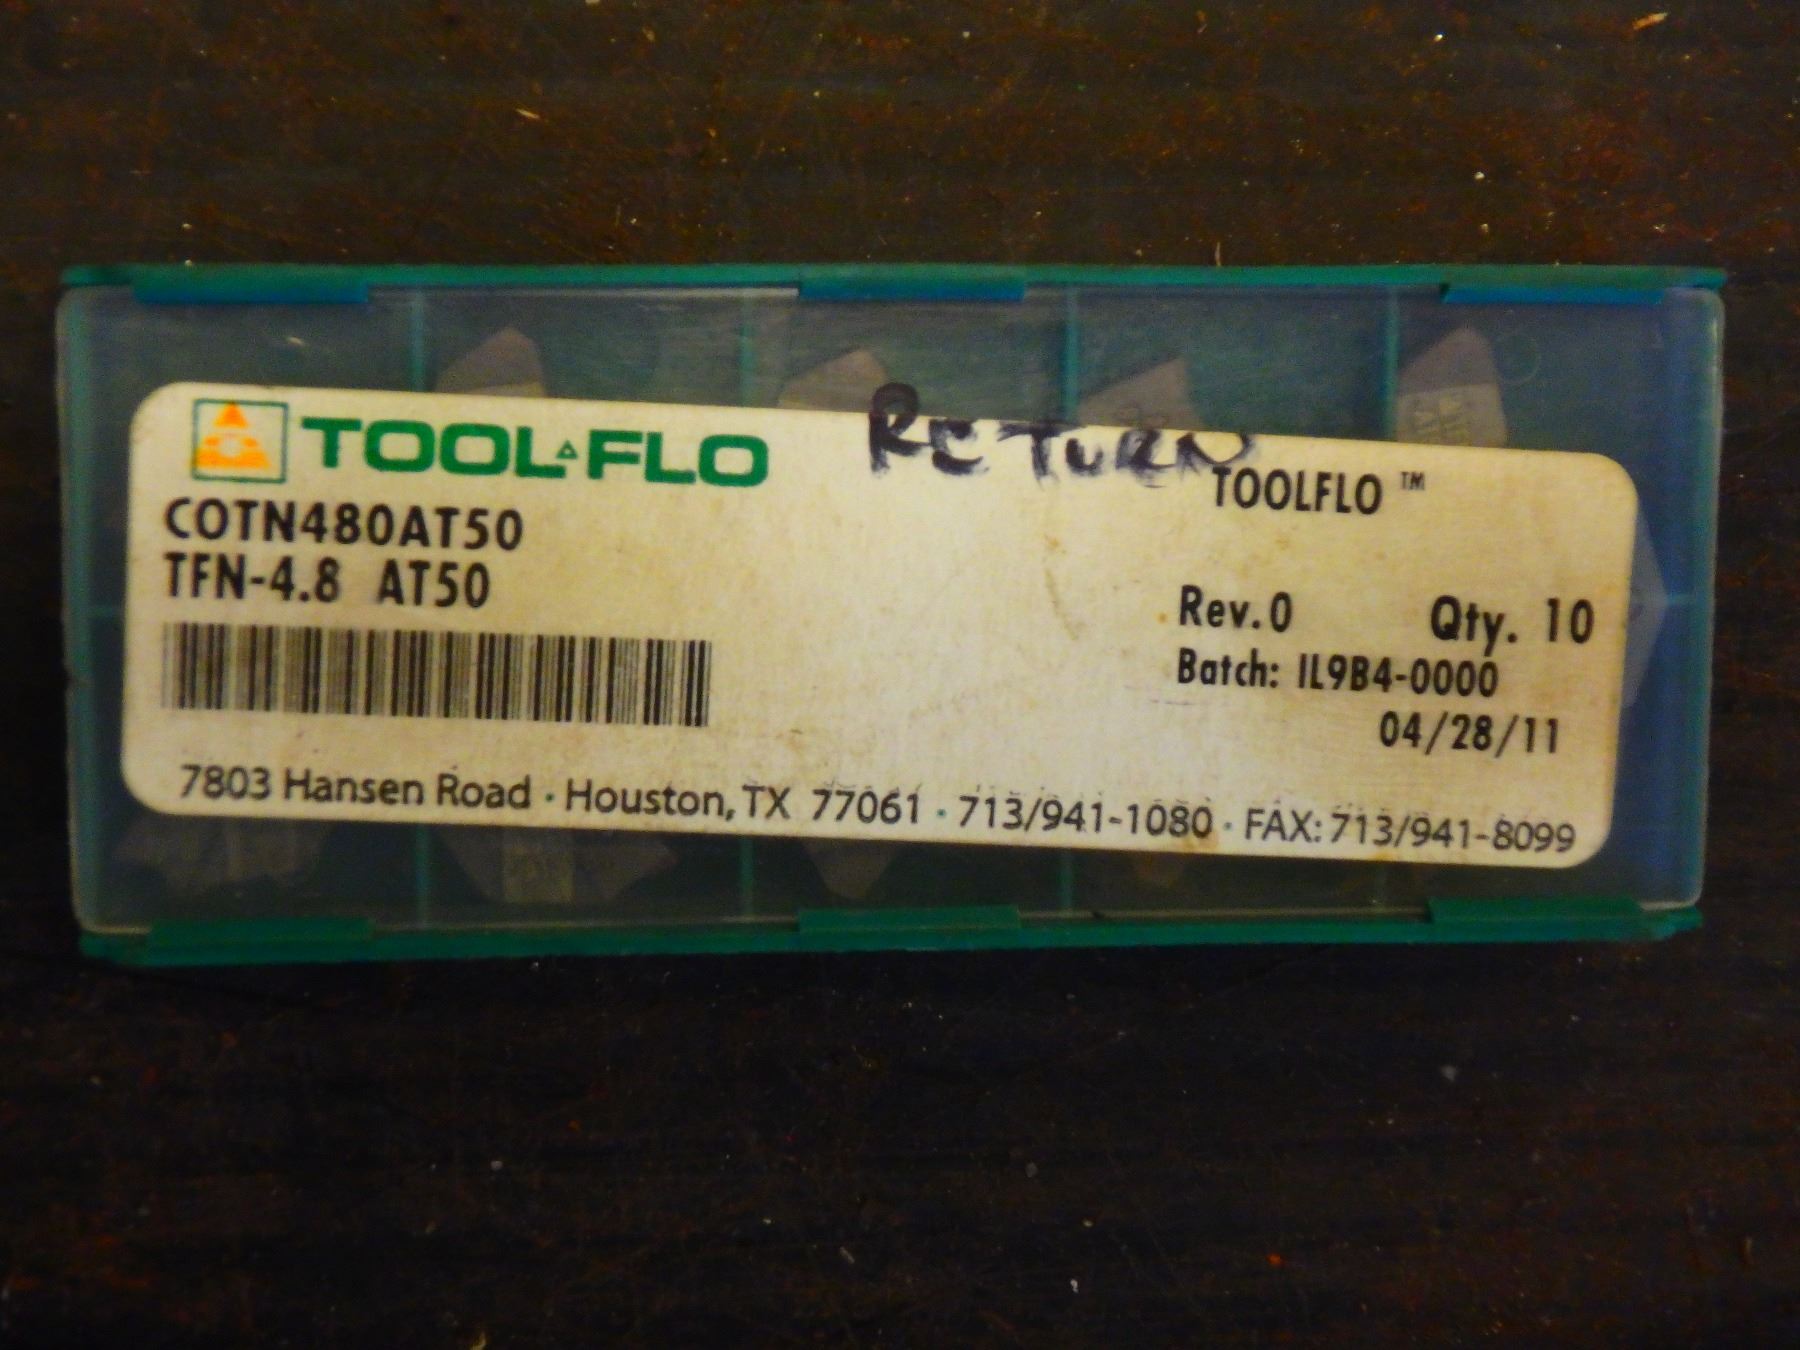 TOOL-FLO
RETURN
TOOLFLO ™
COTN480AT50
TFN-4.8 AT50
Rev. 0 Qty. 10
Batch: IL9B4-0000
04/28/11
7803 Hansen Road · Houston, TX 77061 · 713/941-1080 · FAX: 713/941-8099